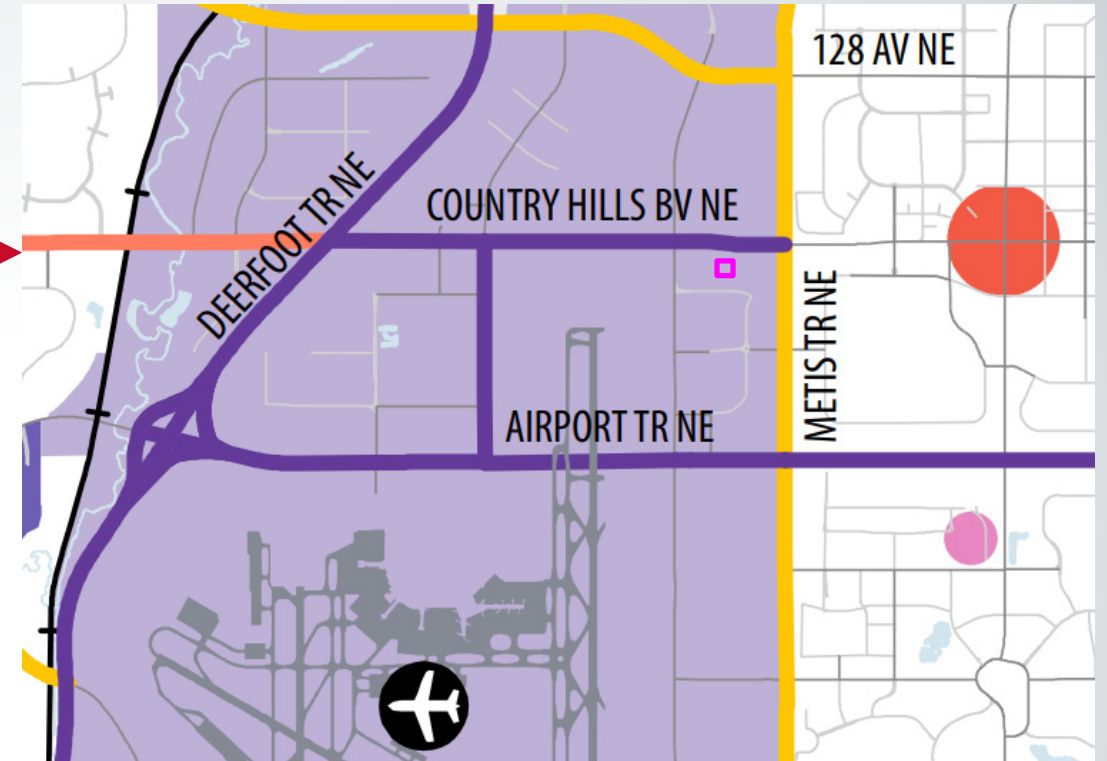 128 AV NE
DEERFOOT TR NE
COUNTRY HILLS BV NE
METIS TR NE
AIRPORT TR NE